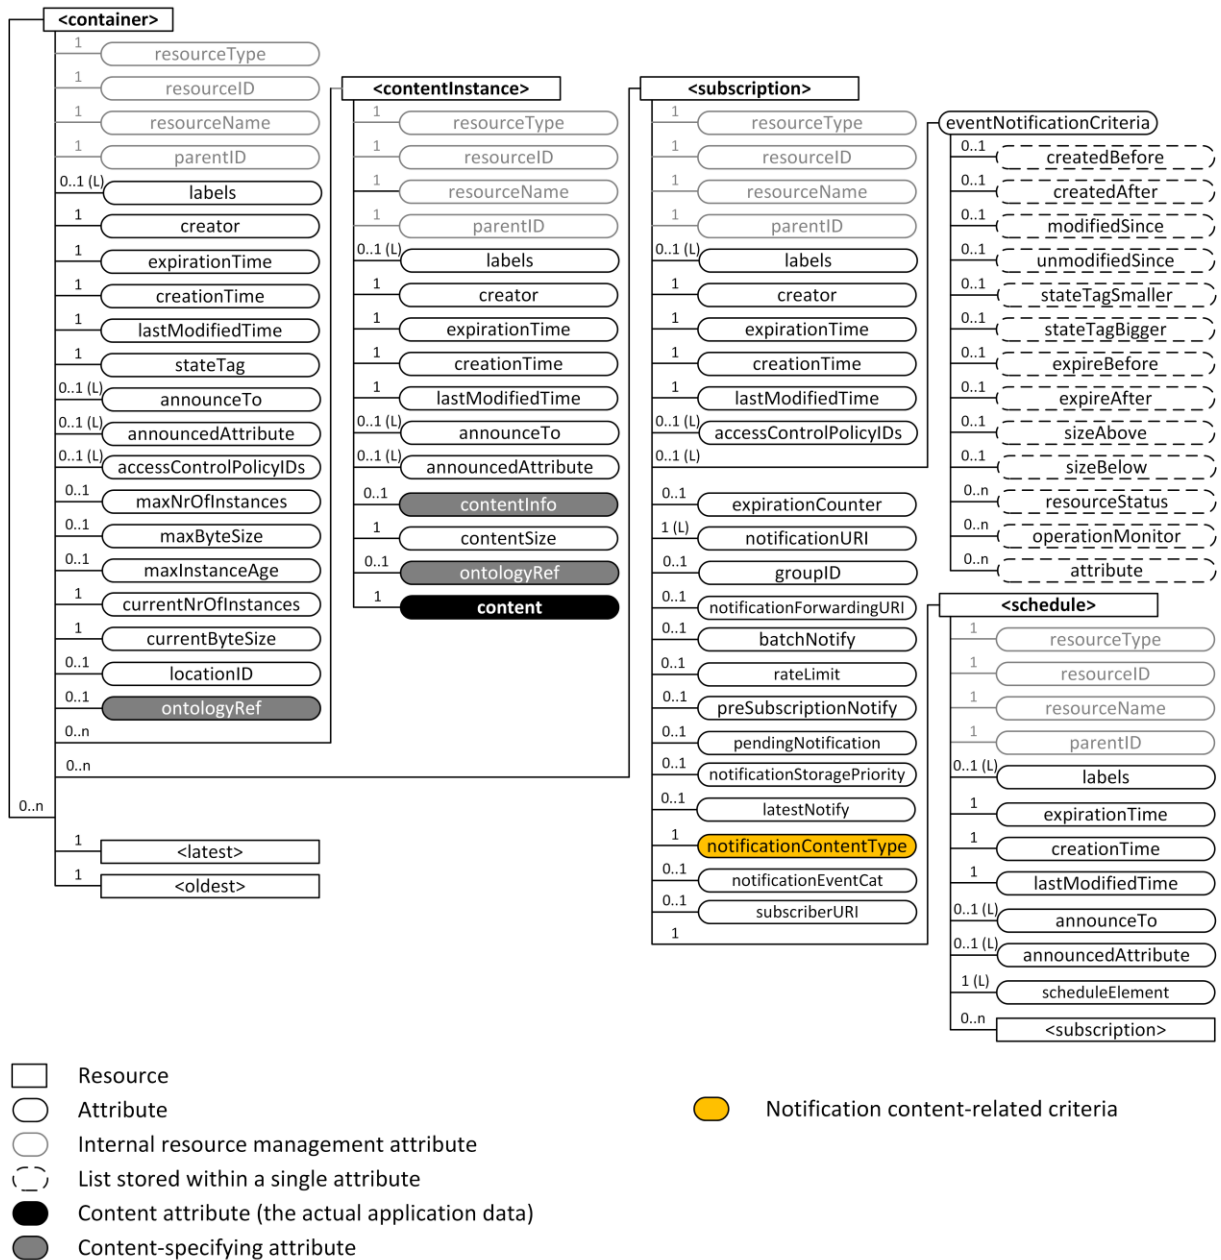 <container>
1
resourceType
1
resourceID
1
resourceName
1
parentID
0..1 (L)
labels
1
creator
1
expirationTime
1
creationTime
1
lastModifiedTime
1
stateTag
0..1 (L)
announceTo
0..1 (L)
announcedAttribute
0..1 (L)
accessControlPolicyIDs
0..1
maxNrOfInstances
0..1
maxByteSize
0..1
maxInstanceAge
1
currentNrOfInstances
1
currentByteSize
0..1
locationID
0..1
ontologyRef
0..n
0..n
0..n
1
<latest>
1
<oldest>
<contentInstance>
1
resourceType
1
resourceID
1
resourceName
1
parentID
0..1 (L)
labels
1
creator
1
expirationTime
1
creationTime
1
lastModifiedTime
0..1 (L)
announceTo
0..1 (L)
announcedAttribute
0..1
contentInfo
1
contentSize
0..1
ontologyRef
1
content
<subscription>
1
resourceType
1
resourceID
1
resourceName
1
parentID
0..1 (L)
labels
1
creator
1
expirationTime
1
creationTime
1
lastModifiedTime
0..1 (L)
accessControlPolicyIDs
0..1 (L)
0..1
expirationCounter
1 (L)
notificationURI
0..1
groupID
0..1
notificationForwardingURI
0..1
batchNotify
0..1
rateLimit
0..1
preSubscriptionNotify
0..1
pendingNotification
0..1
notificationStoragePriority
0..1
latestNotify
1
notificationContentType
0..1
notificationEventCat
0..1
subscriberURI
1
eventNotificationCriteria
0..1
createdBefore
0..1
createdAfter
0..1
modifiedSince
0..1
unmodifiedSince
0..1
stateTagSmaller
0..1
stateTagBigger
0..1
expireBefore
0..1
expireAfter
0..1
sizeAbove
0..1
sizeBelow
0..n
resourceStatus
0..n
operationMonitor
0..n
attribute
<schedule>
1
resourceType
1
resourceID
1
resourceName
1
parentID
0..1 (L)
labels
1
expirationTime
1
creationTime
1
lastModifiedTime
0..1 (L)
announceTo
0..1 (L)
announcedAttribute
1 (L)
scheduleElement
0..n
<subscription>
Resource
Attribute
Internal resource management attribute
List stored within a single attribute
Content attribute (the actual application data)
Content-specifying attribute
Notification content-related criteria